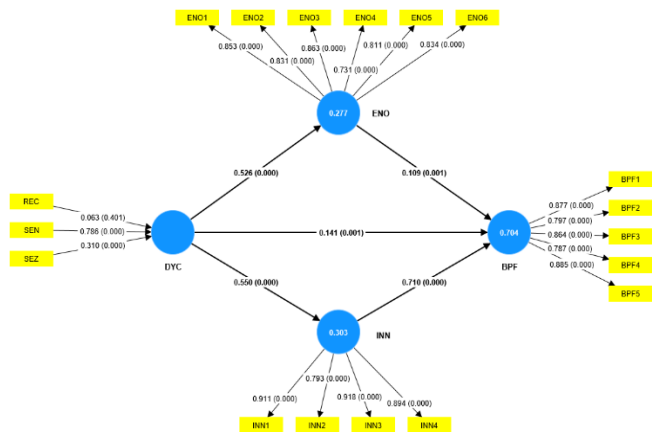 ENO1 ENO2 ENO3 ENO4 ENO5 ENO6
0.853 (0.000) 0.831 (0.000) 0.863 (0.000) 0.731 (0.000) 0.811 (0.000) 0.834 (0.000)
0.277
ENO
0.526 (0.000) 0.109 (0.001)
REC
SEN
SEZ
0.063 (0.401)
0.786 (0.000)
0.310 (0.000)
DYC
0.141 (0.001)
0.704
BPF
0.877 (0.000)
0.797 (0.000)
0.864 (0.000)
0.787 (0.000)
0.885 (0.000)
BPF1
BPF2
BPF3
BPF4
BPF5
0.550 (0.000) 0.710 (0.000)
0.303
INN
0.911 (0.000) 0.793 (0.000) 0.918 (0.000) 0.894 (0.000)
INN1 INN2 INN3 INN4